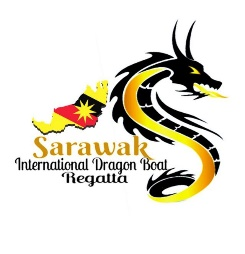 Sarawak
International Dragon Boat
Regatta